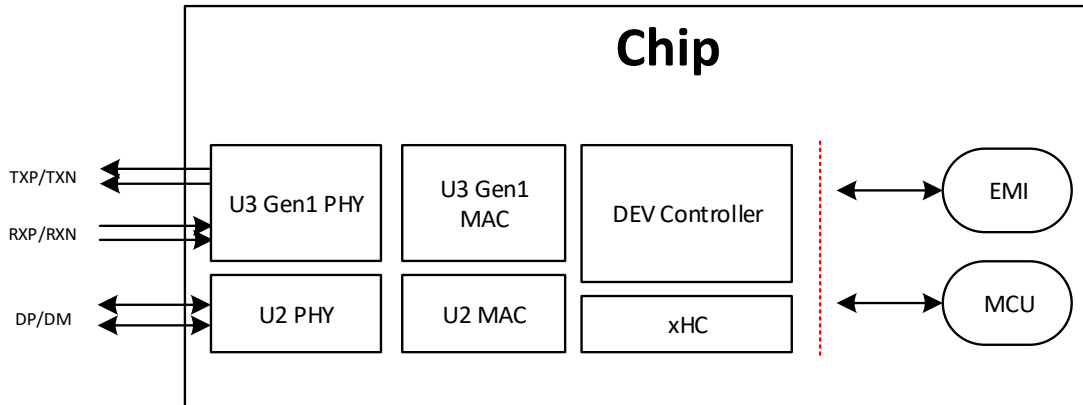 Chip
TXP/TXN
RXP/RXN
DP/DM
U3 Gen1 PHY
U3 Gen1
MAC
DEV Controller
U2 PHY
U2 MAC
xHC
EMI
MCU